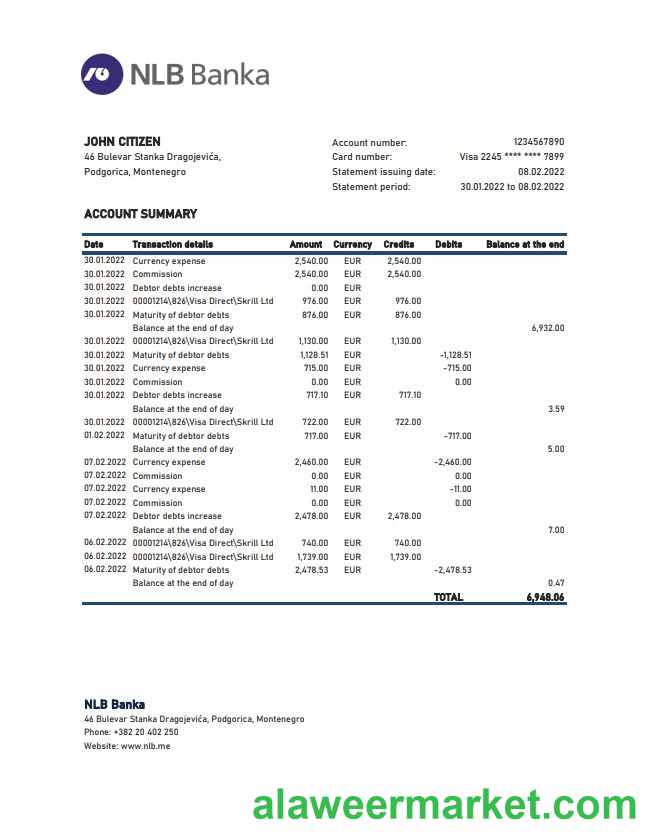 NLB Banka
JOHN CITIZEN
46 Bulevar Stanka Dragojevića,
Podgorica, Montenegro
Account number: 1234567890
Card number: Visa 2245 **** **** 7899
Statement issuing date: 08.02.2022
Statement period: 30.01.2022 to 08.02.2022
ACCOUNT SUMMARY
Date Transaction details Amount Currency Credits Debits Balance at the end
30.01.2022 Currency expense 2,540.00 EUR 2,540.00
30.01.2022 Commission 2,540.00 EUR 2,540.00
30.01.2022 Debtor debts increase 0.00 EUR
30.01.2022 00001214\826\Visa Direct\Skrill Ltd 976.00 EUR 976.00
30.01.2022 Maturity of debtor debts 876.00 EUR 876.00
Balance at the end of day 6,932.00
30.01.2022 00001214\826\Visa Direct\Skrill Ltd 1,130.00 EUR 1,130.00
30.01.2022 Maturity of debtor debts 1,128.51 EUR -1,128.51
30.01.2022 Currency expense 715.00 EUR -715.00
30.01.2022 Commission 0.00 EUR 0.00
30.01.2022 Debtor debts increase 717.10 EUR 717.10
Balance at the end of day 3.59
30.01.2022 00001214\826\Visa Direct\Skrill Ltd 722.00 EUR 722.00
01.02.2022 Maturity of debtor debts 717.00 EUR -717.00
Balance at the end of day 5.00
07.02.2022 Currency expense 2,460.00 EUR -2,460.00
07.02.2022 Commission 0.00 EUR 0.00
07.02.2022 Currency expense 11.00 EUR -11.00
07.02.2022 Commission 0.00 EUR 0.00
07.02.2022 Debtor debts increase 2,478.00 EUR 2,478.00
Balance at the end of day 7.00
06.02.2022 00001214\826\Visa Direct\Skrill Ltd 740.00 EUR 740.00
06.02.2022 00001214\826\Visa Direct\Skrill Ltd 1,739.00 EUR 1,739.00
06.02.2022 Maturity of debtor debts 2,478.53 EUR -2,478.53
Balance at the end of day 0.47
TOTAL 6,948.06
NLB Banka
46 Bulevar Stanka Dragojevića, Podgorica, Montenegro
Phone: +382 20 402 250
Website: www.nlb.me
alaweermarket.com